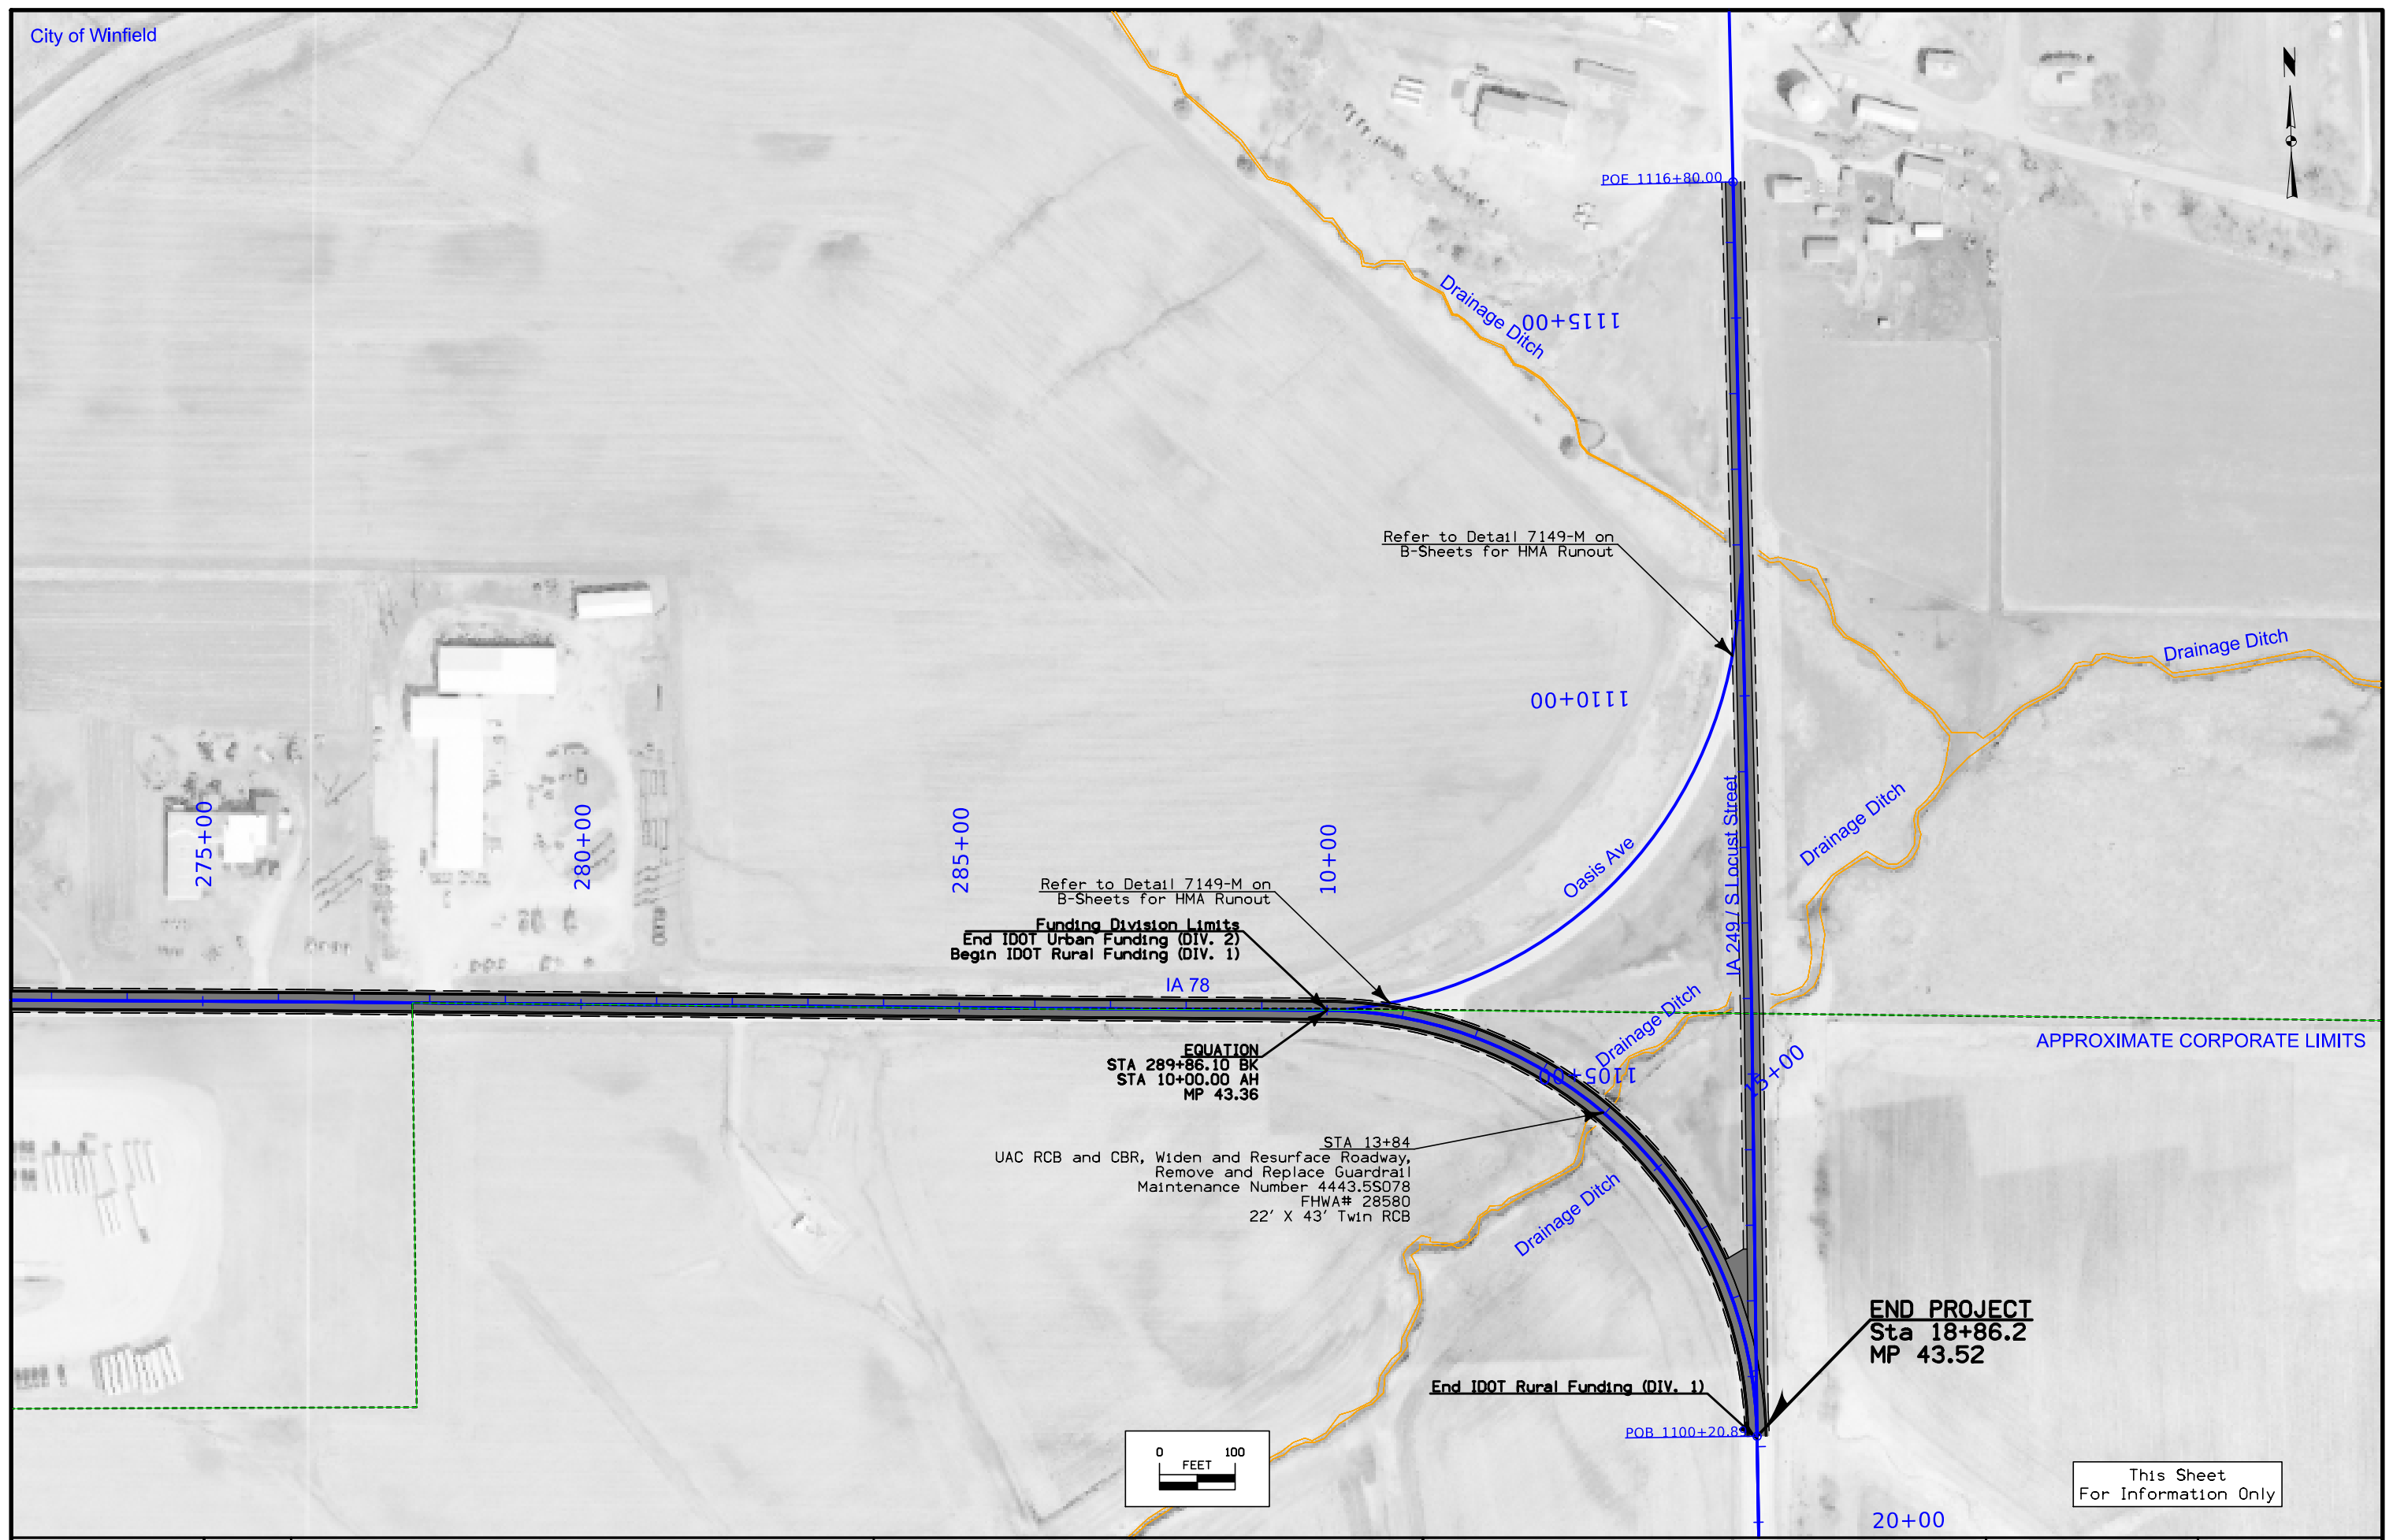 City of Winfield
N
POE 1116+80.00
Drainage Ditch
1115+00
Refer to Detail 7149-M on
B-Sheets for HMA Runout
Drainage Ditch
1110+00
IA 249 / S Locust Street
Drainage Ditch
275+00
280+00
285+00
10+00
Oasis Ave
Refer to Detail 7149-M on
B-Sheets for HMA Runout
Funding Division Limits
End IDOT Urban Funding (DIV. 2)
Begin IDOT Rural Funding (DIV. 1)
IA 78
Drainage Ditch
APPROXIMATE CORPORATE LIMITS
EQUATION
STA 289+86.10 BK
STA 10+00.00 AH
MP 43.36
1105+00
15+00
STA 13+84
UAC RCB and CBR, Widen and Resurface Roadway,
Remove and Replace Guardrail
Maintenance Number 4443.5S078
FHWA# 28580
22' X 43' Twin RCB
Drainage Ditch
END PROJECT
Sta 18+86.2
MP 43.52
End IDOT Rural Funding (DIV. 1)
POB 1100+20.8
0 100
FEET
This Sheet
For Information Only
20+00